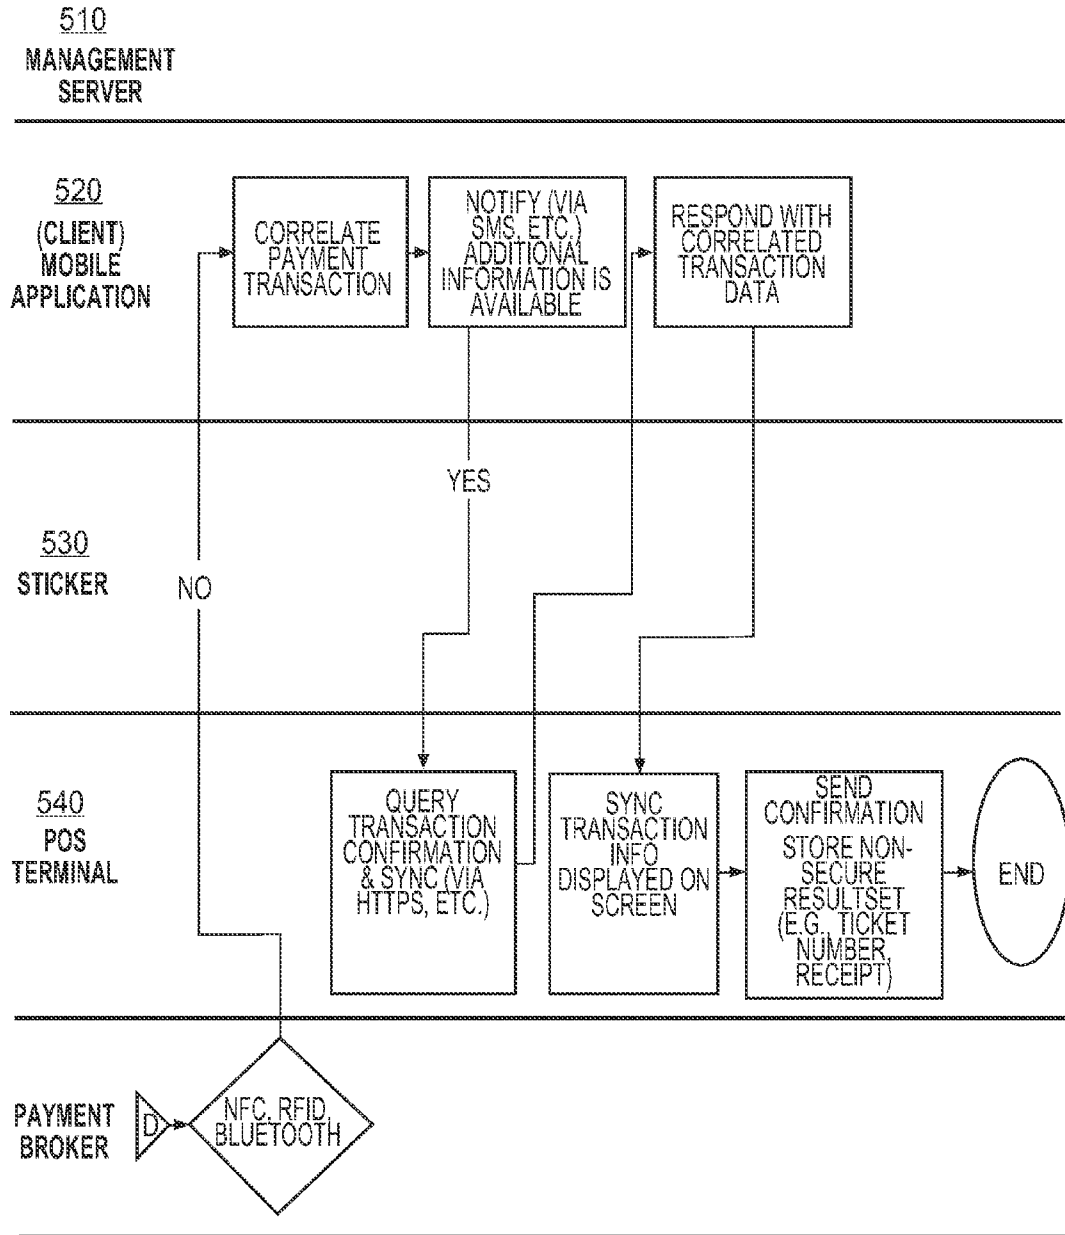 510
MANAGEMENT
SERVER
520
(CLIENT)
MOBILE
APPLICATION
CORRELATE
PAYMENT
TRANSACTION
NOTIFY (VIA
SMS, ETC.)
ADDITIONAL
INFORMATION IS
AVAILABLE
RESPOND WITH
CORRELATED
TRANSACTION
DATA
530
STICKER
NO
YES
540
POS
TERMINAL
QUERY
TRANSACTION
CONFIRMATION
& SYNC (VIA
HTTPS, ETC.)
SYNC
TRANSACTION
INFO
DISPLAYED ON
SCREEN
SEND
CONFIRMATION
STORE NON-
SECURE
RESULTSET
(E.G., TICKET
NUMBER,
RECEIPT)
END
PAYMENT
BROKER
D
NFC, RFID,
BLUETOOTH